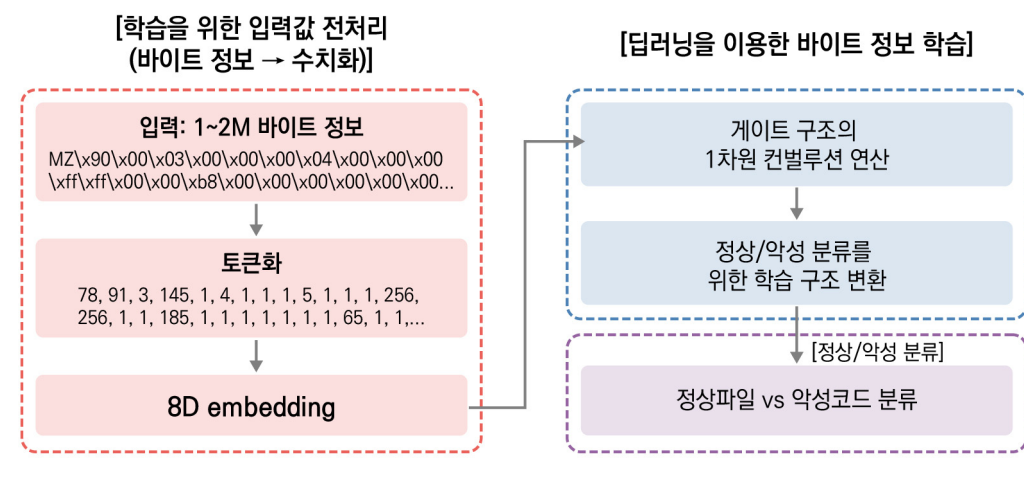 [학습을 위한 입력값 전처리
(바이트 정보 → 수치화)]
입력: 1~2M 바이트 정보
MZ\x90\x00\x03\x00\x00\x00\x04\x00\x00\x00
\xff\xff\x00\x00\xb8\x00\x00\x00\x00\x00\x00...
토큰화
78, 91, 3, 145, 1, 4, 1, 1, 1, 5, 1, 1, 1, 256,
256, 1, 1, 185, 1, 1, 1, 1, 1, 1, 1, 65, 1, 1,...
8D embedding
[딥러닝을 이용한 바이트 정보 학습]
게이트 구조의
1차원 컨벌루션 연산
정상/악성 분류를
위한 학습 구조 변환
[정상/악성 분류]
정상파일 vs 악성코드 분류